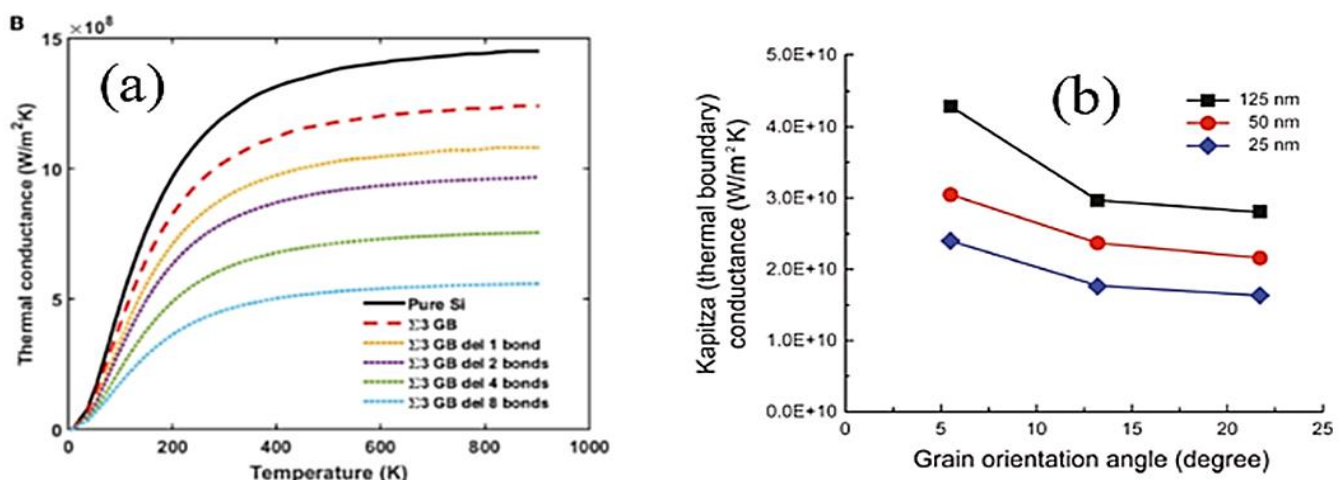 B
×10⁸
(a)
15
10
5
0
Thermal conductance (W/m²K)
Pure Si
Σ3 GB
Σ3 GB del 1 bond
Σ3 GB del 2 bonds
Σ3 GB del 4 bonds
Σ3 GB del 8 bonds
0 200 400 600 800 1000
Temperature (K)
(b)
125 nm
50 nm
25 nm
5.0E+10
4.0E+10
3.0E+10
2.0E+10
1.0E+10
0.0E+10
Kapitza (thermal boundary
conductance (W/m² K)
0 5 10 15 20 25
Grain orientation angle (degree)